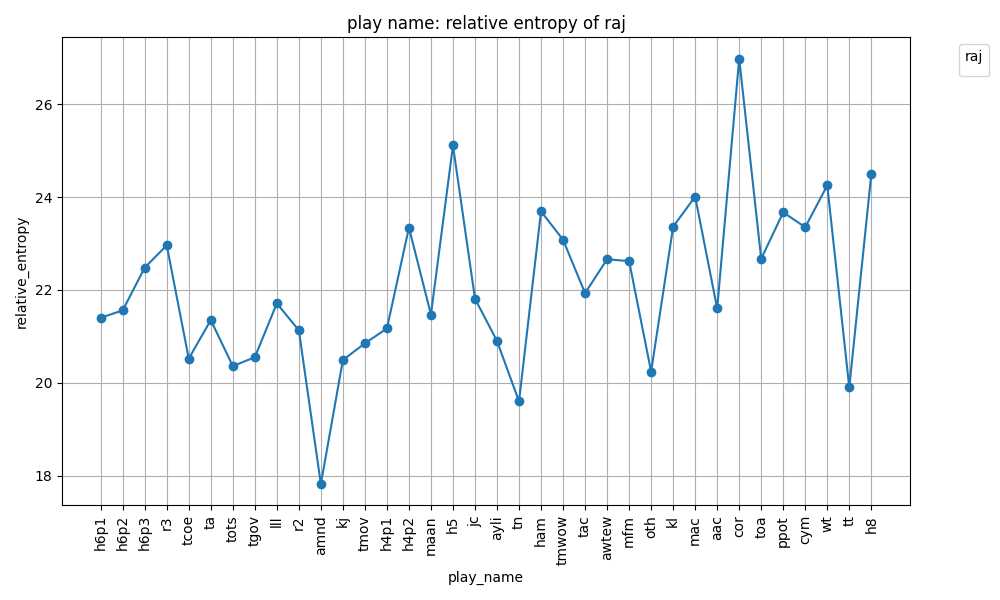 play name: relative entropy of raj
raj
relative_entropy
26
24
22
20
18
h6p1
h6p2
h6p3
r3
tcoe
ta
tots
tgov
lll
r2
amnd
kj
tmov
h4p1
h4p2
maan
h5
jc
ayli
tn
ham
tmwow
tac
awtew
mfm
oth
kl
mac
aac
cor
toa
ppot
cym
wt
tt
h8
play_name